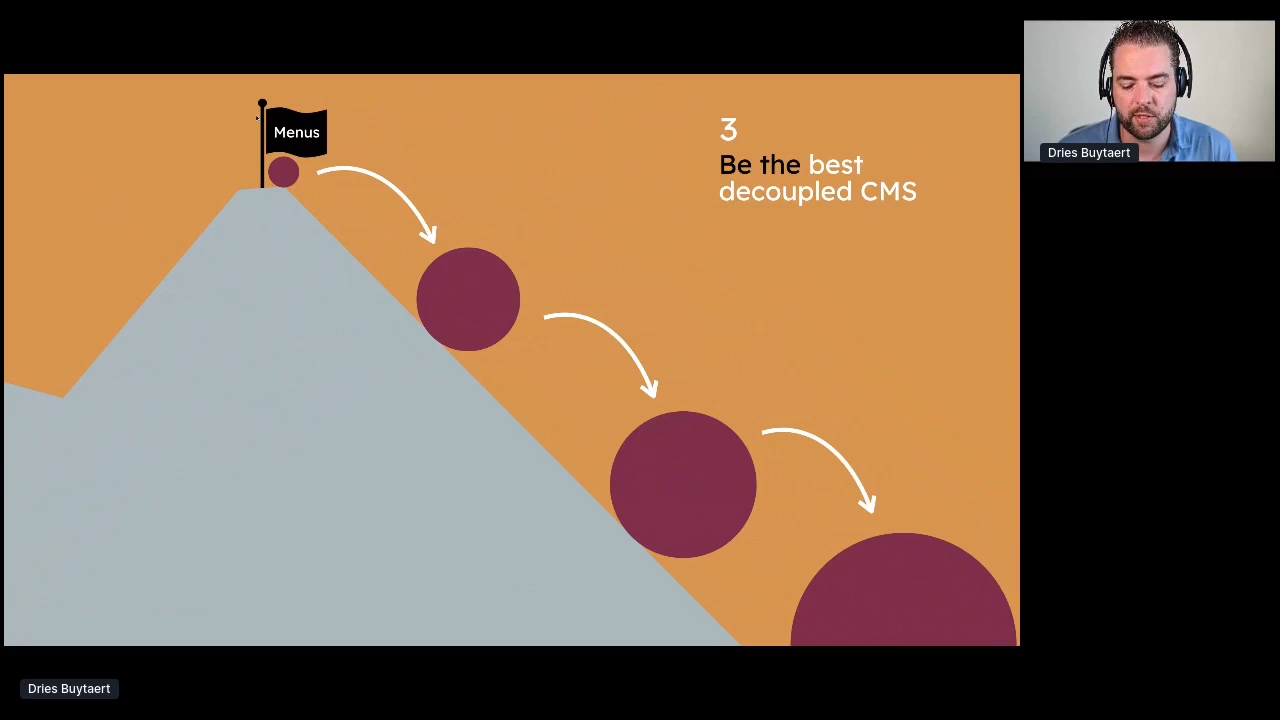 Menus
3
Be the best
decoupled CMS
Dries Buytaert
Dries Buytaert